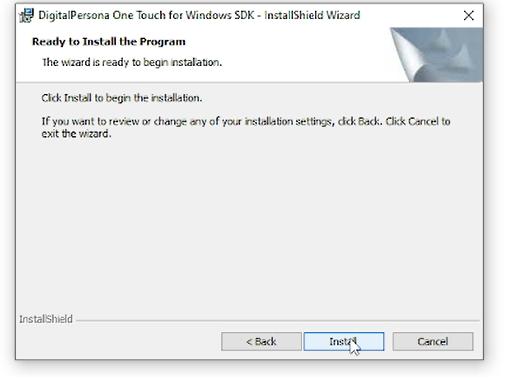 DigitalPersona One Touch for Windows SDK - InstallShield Wizard
Ready to Install the Program
The wizard is ready to begin installation.
Click Install to begin the installation.
If you want to review or change any of your installation settings, click Back. Click Cancel to
exit the wizard.
InstallShield
< Back
Install
Cancel